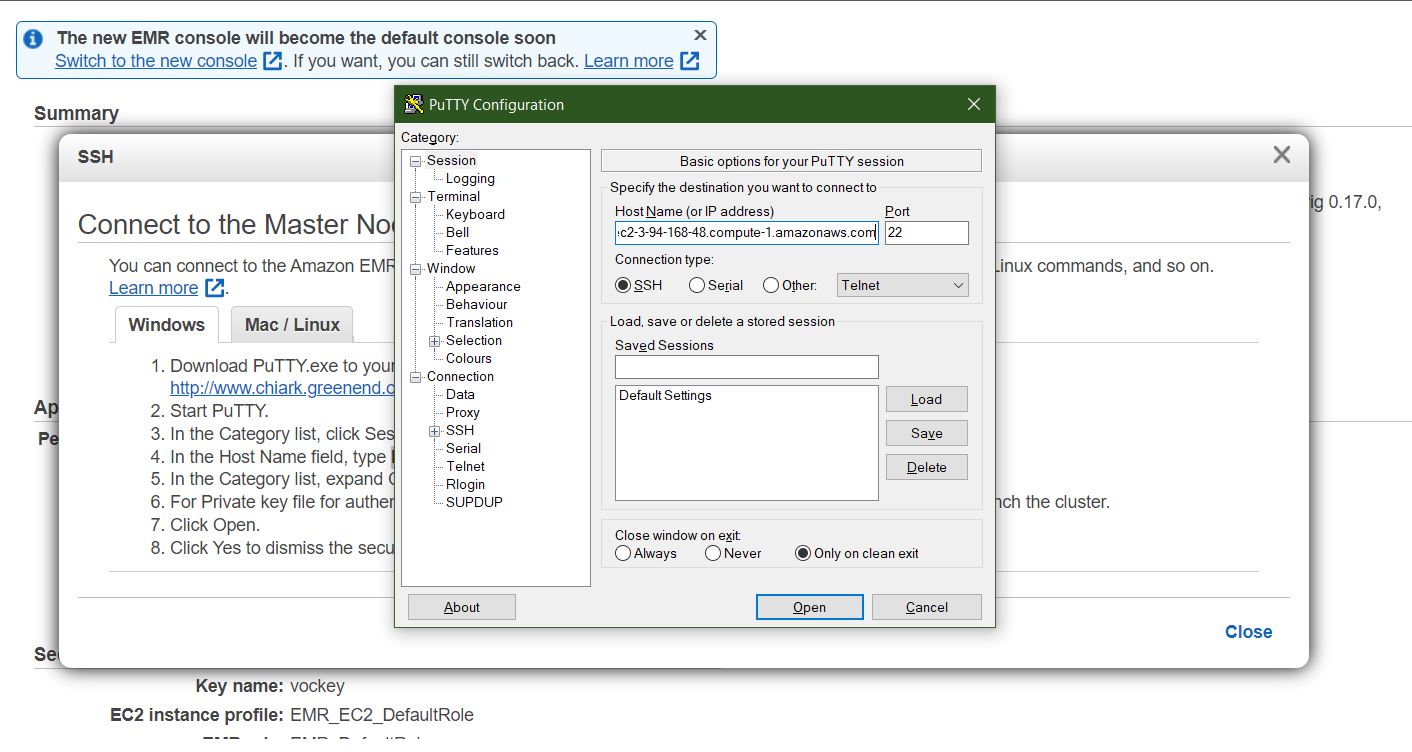 The new EMR console will become the default console soon
Switch to the new console. If you want, you can still switch back. Learn more
Summary
SSH
Connect to the Master No
You can connect to the Amazon EMR
Linux commands, and so on.
Learn more.
Windows
Mac / Linux
1. Download PuTTY.exe to your
http://www.chiark.greenend.
2. Start PuTTY.
3. In the Category list, click Ses
4. In the Host Name field, type
5. In the Category list, expand
6. For Private key file for auther
nch the cluster.
7. Click Open.
8. Click Yes to dismiss the secu
Close
ig 0.17.0,
Ap
Pe
Se
Key name: vockey
EC2 instance profile: EMR_EC2_DefaultRole
PuTTY Configuration
Category:
Session
Logging
Terminal
Keyboard
Bell
Features
Window
Appearance
Behaviour
Translation
Selection
Colours
Connection
Data
Proxy
SSH
Serial
Telnet
Rlogin
SUPDUP
Basic options for your PuTTY session
Specify the destination you want to connect to
Host Name (or IP address)
Port
c2-3-94-168-48.compute-1.amazonaws.com
22
Connection type:
SSH
Serial
Other:
Telnet
Load, save or delete a stored session
Saved Sessions
Default Settings
Load
Save
Delete
Close window on exit:
Always
Never
Only on clean exit
About
Open
Cancel